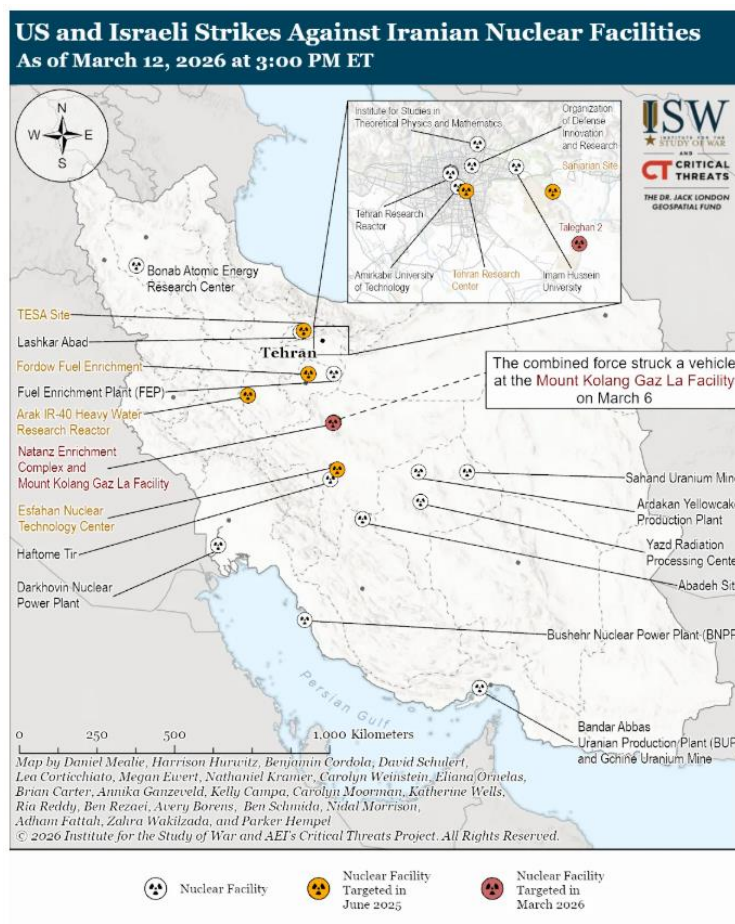 US and Israeli Strikes Against Iranian Nuclear Facilities
As of March 12, 2026 at 3:00 PM ET
N
W
E
S
Institute for Studies in
Theoretical Physics and Mathematics
Organization
of Defense
Innovation
and Research
Sanjarian Site
Tehran Research
Reactor
Taleghan 2
Amirkabir University
of Technology
Tehran Research
Center
Imam Hussein
University
ISW
INSTITUTE FOR THE
STUDY OF WAR
AND
CT CRITICAL
THREATS
THE DR. JACK LONDON
GEOSPATIAL FUND
Bonab Atomic Energy
Research Center
TESA Site
Lashkar Abad
Tehran
Fordow Fuel Enrichment
Fuel Enrichment Plant (FEP)
Arak IR-40 Heavy Water
Research Reactor
Natanz Enrichment
Complex and
Mount Kolang Gaz La Facility
Esfahan Nuclear
Technology Center
Haftome Tir
Darkhovin Nuclear
Power Plant
The combined force struck a vehicle
at the Mount Kolang Gaz La Facility
on March 6
Sahand Uranium Mine
Ardakan Yellowcake
Production Plant
Yazd Radiation
Processing Cente
Abadeh Sit
Bushehr Nuclear Power Plant (BNPP
Bandar Abbas
Uranian Production Plant (BUP
and Gchine Uranium Mine
Persian Gulf
0 250 500 1,000 Kilometers
Map by Daniel Mealie, Harrison Hurwitz, Benjamin Cordola, David Schulert,
Lea Corticchiato, Megan Ewert, Nathaniel Kramer, Carolyn Weinstein, Eliana Ornelas,
Brian Carter, Annika Ganzeveld, Kelly Campa, Carolyn Moorman, Katherine Wells,
Ria Reddy, Ben Rezaei, Avery Borens, Ben Schmida, Nidal Morrison,
Adham Fattah, Zahra Wakilzada, and Parker Hempel
© 2026 Institute for the Study of War and AEI's Critical Threats Project. All Rights Reserved.
Nuclear Facility
Nuclear Facility
Targeted in
June 2025
Nuclear Facility
Targeted in
March 2026